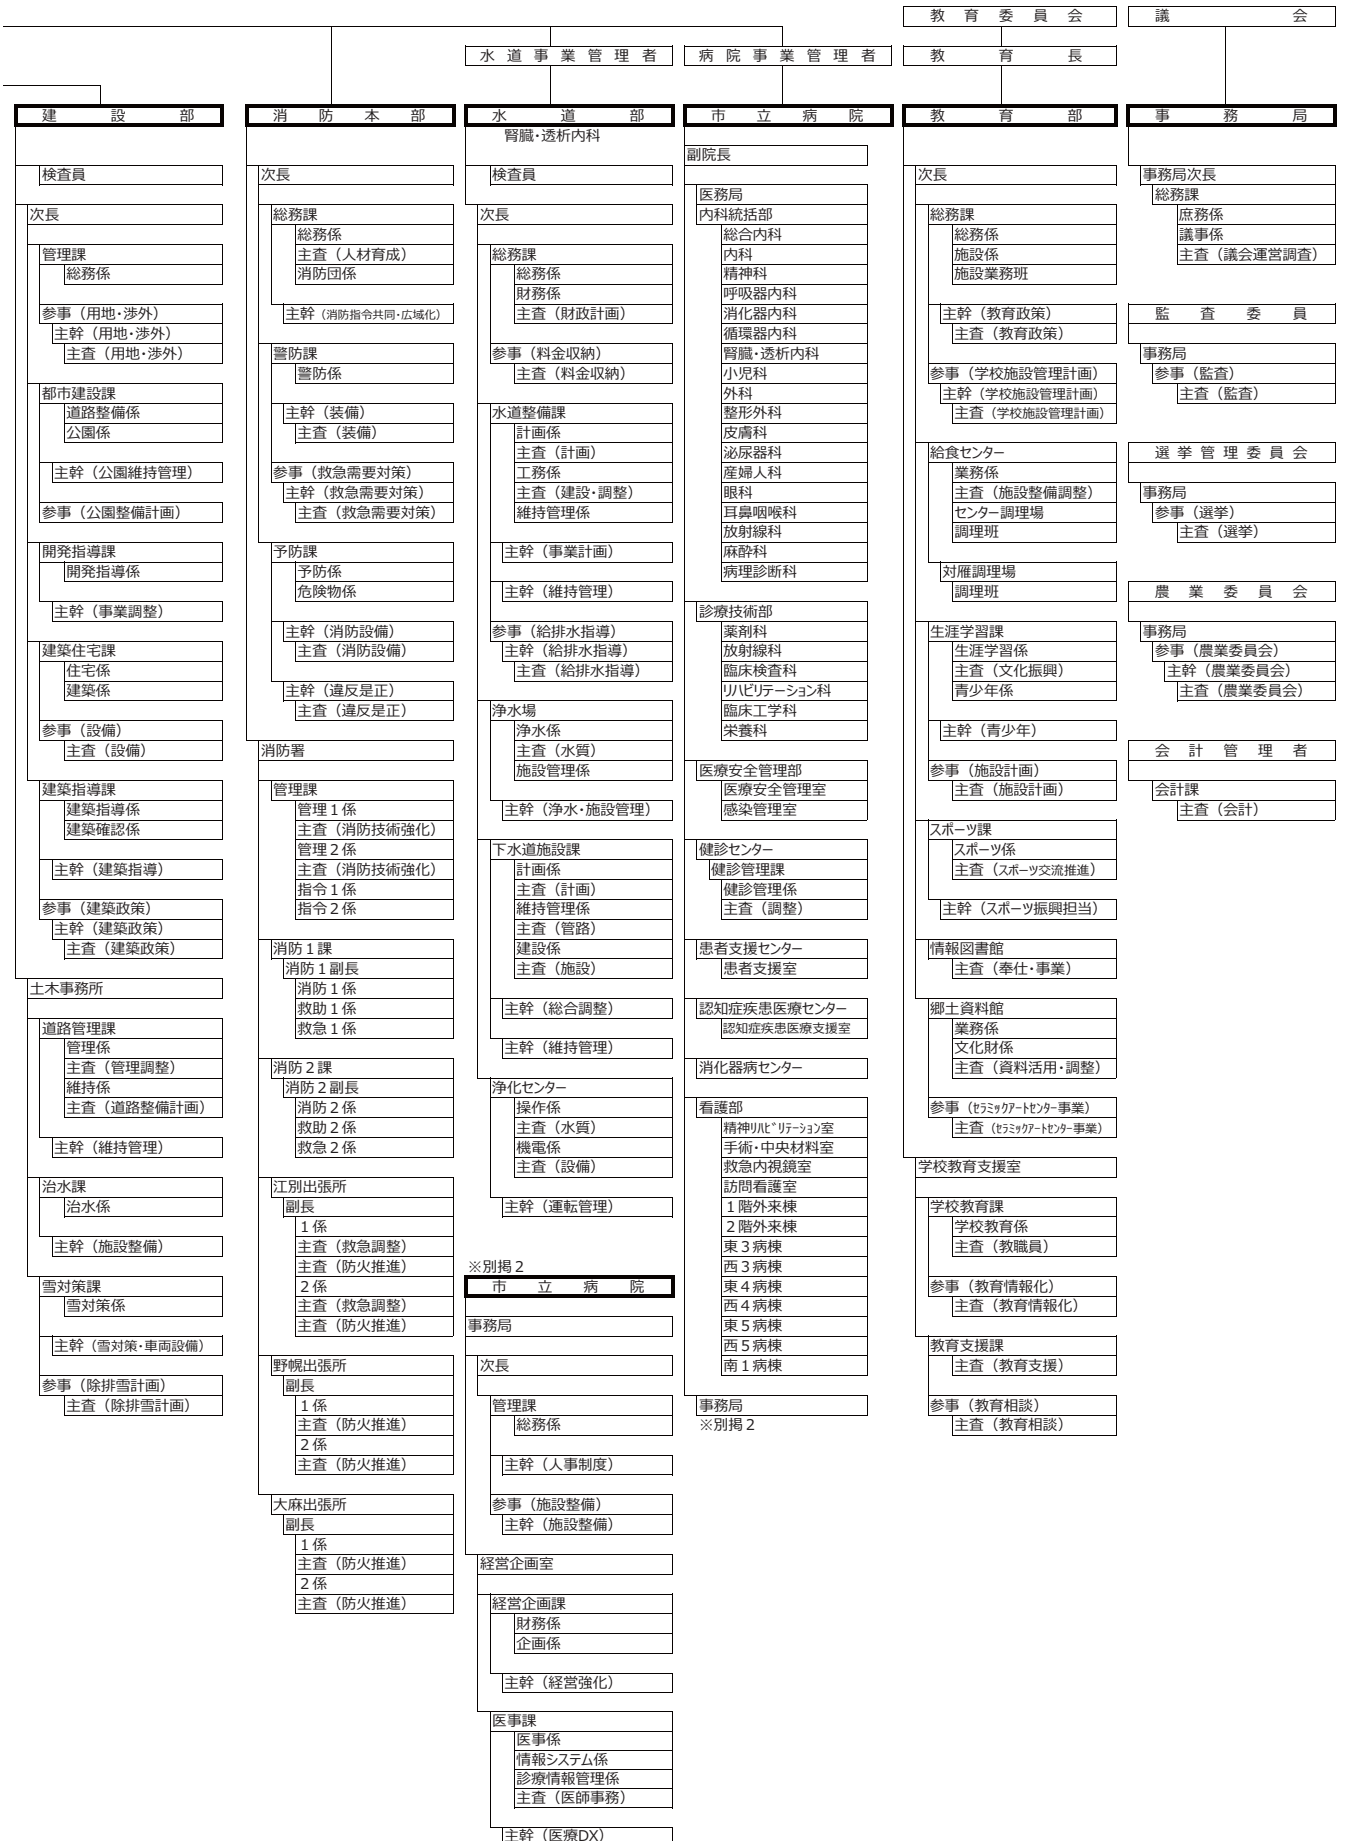 教育委員会
議会
水道事業管理者
病院事業管理者
教育長
建設部
検査員
次長
管理課
総務係
参事（用地・渉外）
主幹（用地・渉外）
主査（用地・渉外）
都市建設課
道路整備係
公園係
主幹（公園維持管理）
参事（公園整備計画）
開発指導課
開発指導係
主幹（事業調整）
建築住宅課
住宅係
建築係
参事（設備）
主査（設備）
建築指導課
建築指導係
建築確認係
主幹（建築指導）
参事（建築政策）
主幹（建築政策）
主査（建築政策）
土木事務所
道路管理課
管理係
主査（管理調整）
維持係
主査（道路整備計画）
主幹（維持管理）
治水課
治水係
主幹（施設整備）
雪対策課
雪対策係
主幹（雪対策・車両設備）
参事（除排雪計画）
主査（除排雪計画）
消防本部
次長
総務課
総務係
主査（人材育成）
消防団係
主幹（消防指令共同・広域化）
警防課
警防係
主幹（装備）
主査（装備）
参事（救急需要対策）
主幹（救急需要対策）
主査（救急需要対策）
予防課
予防係
危険物係
主幹（消防設備）
主査（消防設備）
主幹（違反是正）
主査（違反是正）
消防署
管理課
管理１係
主査（消防技術強化）
管理２係
主査（消防技術強化）
指令１係
指令２係
消防１課
消防１副長
消防１係
救助１係
救急１係
消防２課
消防２副長
消防２係
救助２係
救急２係
江別出張所
副長
１係
主査（救急調整）
主査（防火推進）
２係
主査（救急調整）
主査（防火推進）
野幌出張所
副長
１係
主査（防火推進）
２係
主査（防火推進）
大麻出張所
副長
１係
主査（防火推進）
２係
主査（防火推進）
水道部
腎臓・透析内科
検査員
次長
総務課
総務係
財務係
主査（財政計画）
参事（料金収納）
主査（料金収納）
水道整備課
計画係
主査（計画）
工務係
主査（建設・調整）
維持管理係
主幹（事業計画）
主幹（維持管理）
参事（給排水指導）
主幹（給排水指導）
主査（給排水指導）
浄水場
浄水係
主査（水質）
施設管理係
主幹（浄水・施設管理）
下水道施設課
計画係
主査（計画）
維持管理係
主査（管路）
建設係
主査（施設）
主幹（総合調整）
主幹（維持管理）
浄化センター
操作係
主査（水質）
機電係
主査（設備）
主幹（運転管理）
※別掲２
市立病院
事務局
次長
管理課
総務係
主幹（人事制度）
参事（施設整備）
主幹（施設整備）
経営企画室
経営企画課
財務係
企画係
主幹（経営強化）
医事課
医事係
情報システム係
診療情報管理係
主査（医師事務）
主幹（医療DX）
市立病院
副院長
医務局
内科統括部
総合内科
内科
精神科
呼吸器内科
消化器内科
循環器内科
腎臓・透析内科
小児科
外科
整形外科
皮膚科
泌尿器科
産婦人科
眼科
耳鼻咽喉科
放射線科
麻酔科
病理診断科
診療技術部
薬剤科
放射線科
臨床検査科
リハビリテーション科
臨床工学科
栄養科
医療安全管理部
医療安全管理室
感染管理室
健診センター
健診管理課
健診管理係
主査（調整）
患者支援センター
患者支援室
認知症疾患医療センター
認知症疾患医療支援室
消化器病センター
看護部
精神ﾘﾊﾋﾞﾘﾃｰｼｮﾝ室
手術・中央材料室
救急内視鏡室
訪問看護室
１階外来棟
２階外来棟
東３病棟
西３病棟
東４病棟
西４病棟
東５病棟
西５病棟
南１病棟
事務局
※別掲２
教育部
次長
総務課
総務係
施設係
施設業務班
主幹（教育政策）
主査（教育政策）
参事（学校施設管理計画）
主幹（学校施設管理計画）
主査（学校施設管理計画）
給食センター
業務係
主査（施設整備調整）
センター調理場
調理班
対雁調理場
調理班
生涯学習課
生涯学習係
主査（文化振興）
青少年係
主幹（青少年）
参事（施設計画）
主査（施設計画）
スポーツ課
スポーツ係
主査（スポーツ交流推進）
主幹（スポーツ振興担当）
情報図書館
主査（奉仕・事業）
郷土資料館
業務係
文化財係
主査（資料活用・調整）
参事（ｾﾗﾐｯｸｱｰﾄｾﾝﾀｰ事業）
主査（ｾﾗﾐｯｸｱｰﾄｾﾝﾀｰ事業）
学校教育支援室
学校教育課
学校教育係
主査（教職員）
参事（教育情報化）
主査（教育情報化）
教育支援課
主査（教育支援）
参事（教育相談）
主査（教育相談）
事務局
事務局次長
総務課
庶務係
議事係
主査（議会運営調査）
監査委員
事務局
参事（監査）
主査（監査）
選挙管理委員会
事務局
参事（選挙）
主査（選挙）
農業委員会
事務局
参事（農業委員会）
主幹（農業委員会）
主査（農業委員会）
会計管理者
会計課
主査（会計）